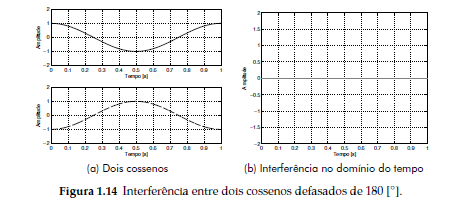 2
1
0
-1
-2
Amplitude
0 0.1 0.2 0.3 0.4 0.5 0.6 0.7 0.8 0.9 1
Tempo [s]
2
1
0
-1
-2
Amplitude
0 0.1 0.2 0.3 0.4 0.5 0.6 0.7 0.8 0.9 1
Tempo [s]
(a) Dois cossenos
2
1.5
1
0.5
0
-0.5
-1
-1.5
-2
Amplitude
0 0.1 0.2 0.3 0.4 0.5 0.6 0.7 0.8 0.9 1
Tempo [s]
(b) Interferência no domínio do tempo
Figura 1.14 Interferência entre dois cossenos defasados de 180 [°].